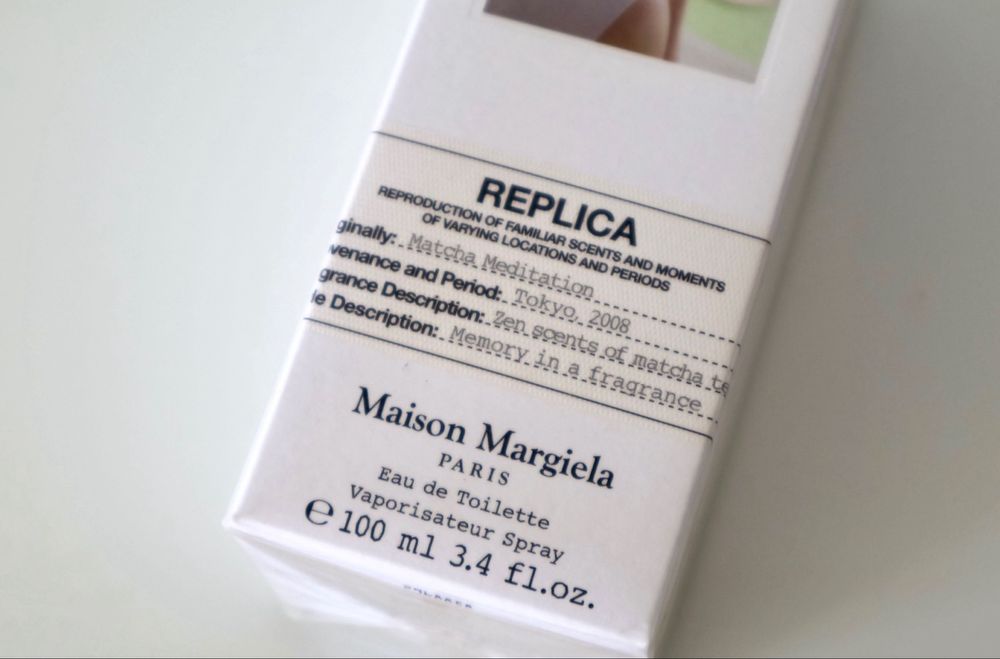 REPLICA
REPRODUCTION OF FAMILIAR SCENTS AND MOMENTS
OF VARYING LOCATIONS AND PERIODS
ginally: Matcha Meditation
venance and Period: Tokyo, 2008
grance Description: Zen scents of matcha te
le Description: Memory in a fragrance
Maison Margiela
PARIS
Eau de Toilette
Vaporisateur Spray
℮ 100 ml 3.4 fl.oz.